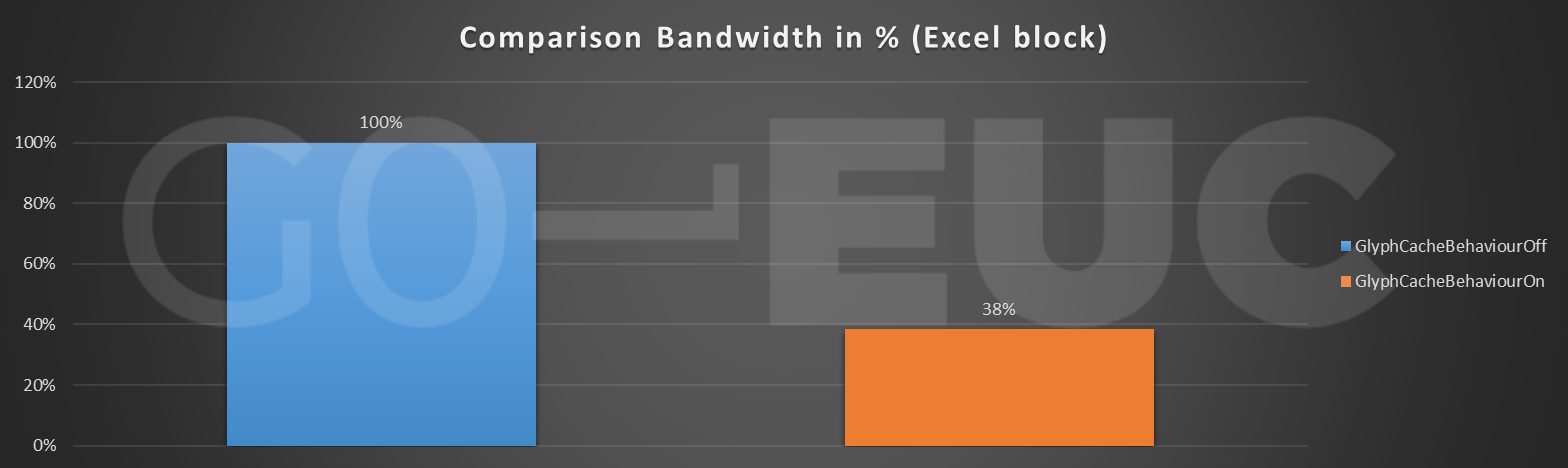 Comparison Bandwidth in % (Excel block)
120%
100%
80%
60%
40%
20%
0%
100%
38%
GO-EUC
GlyphCacheBehaviourOff
GlyphCacheBehaviourOn